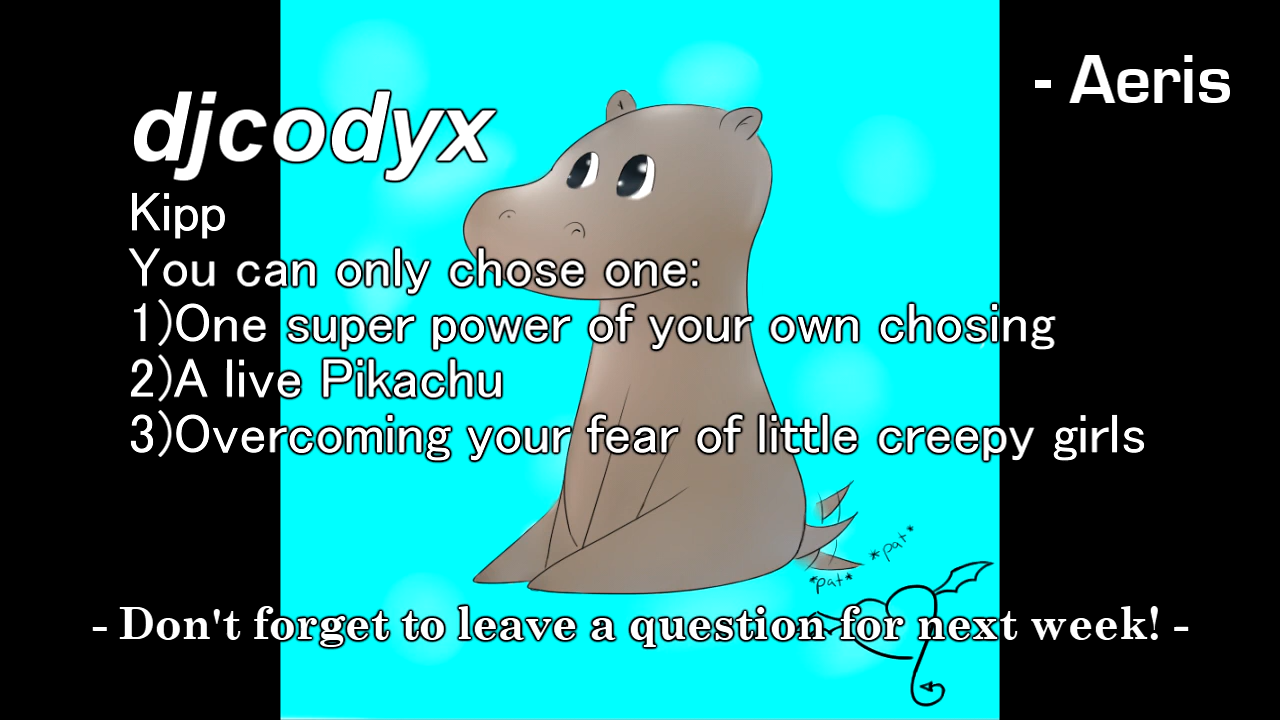 - Aeris
djcodyx
Kipp
You can only chose one:
1)One super power of your own chosing
2)A live Pikachu
3)Overcoming your fear of little creepy girls
*pat*
*pat*
- Don't forget to leave a question for next week! -